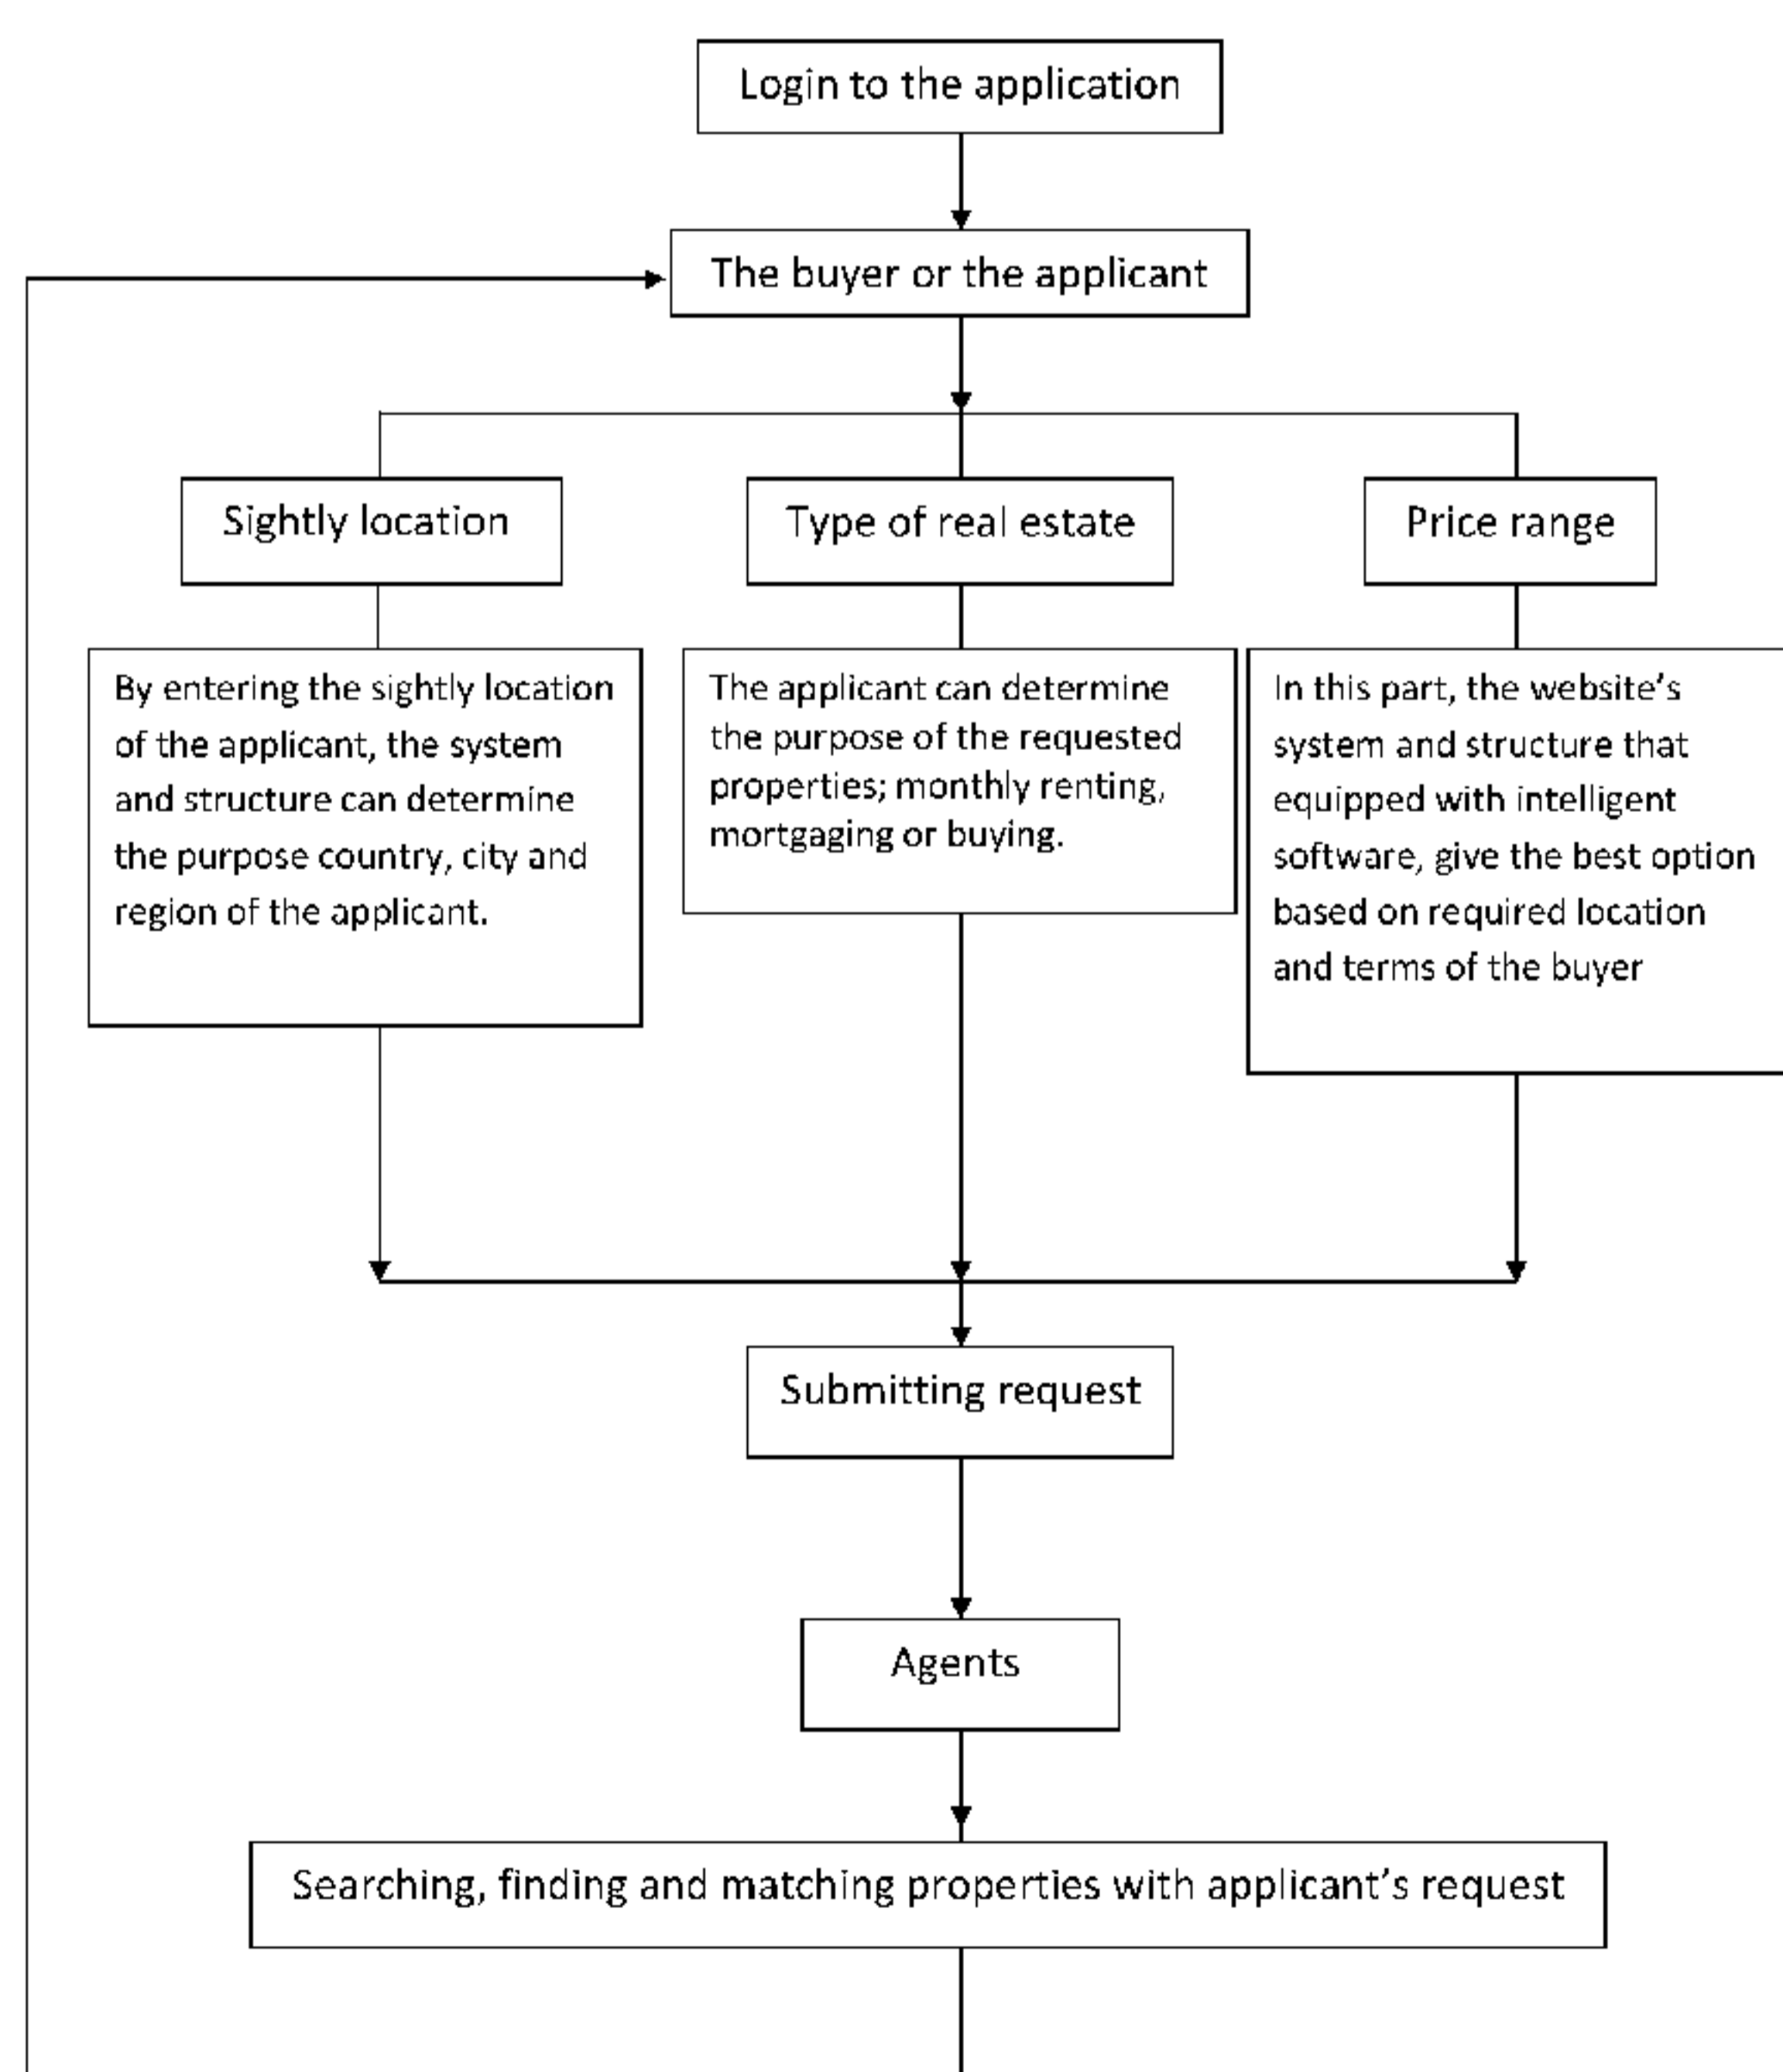 Login to the application
The buyer or the applicant
Sightly location
Type of real estate
Price range
By entering the sightly location
of the applicant, the system
and structure can determine
the purpose country, city and
region of the applicant.
The applicant can determine
the purpose of the requested
properties; monthly renting,
mortgaging or buying.
In this part, the website's
system and structure that
equipped with intelligent
software, give the best option
based on required location
and terms of the buyer
Submitting request
Agents
Searching, finding and matching properties with applicant's request